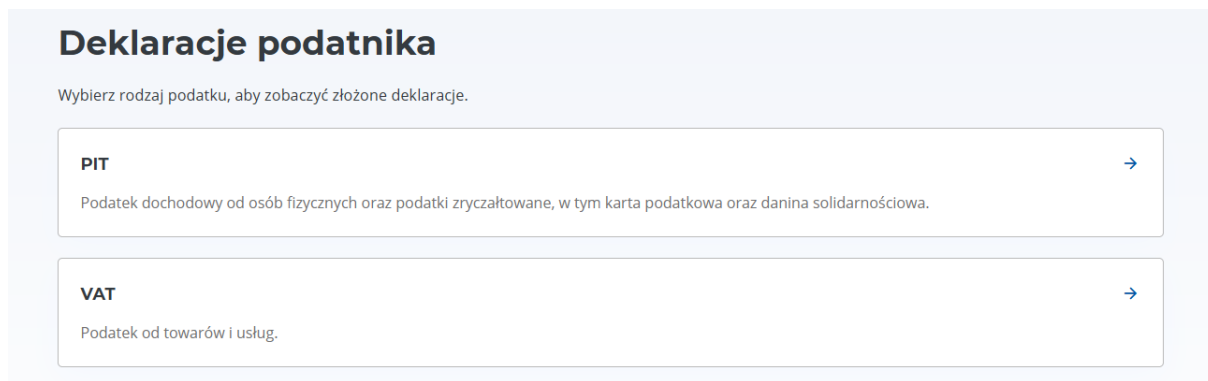 Deklaracje podatnika
Wybierz rodzaj podatku, aby zobaczyć złożone deklaracje.
PIT
Podatek dochodowy od osób fizycznych oraz podatki zryczałtowane, w tym karta podatkowa oraz danina solidarnościowa.
VAT
Podatek od towarów i usług.